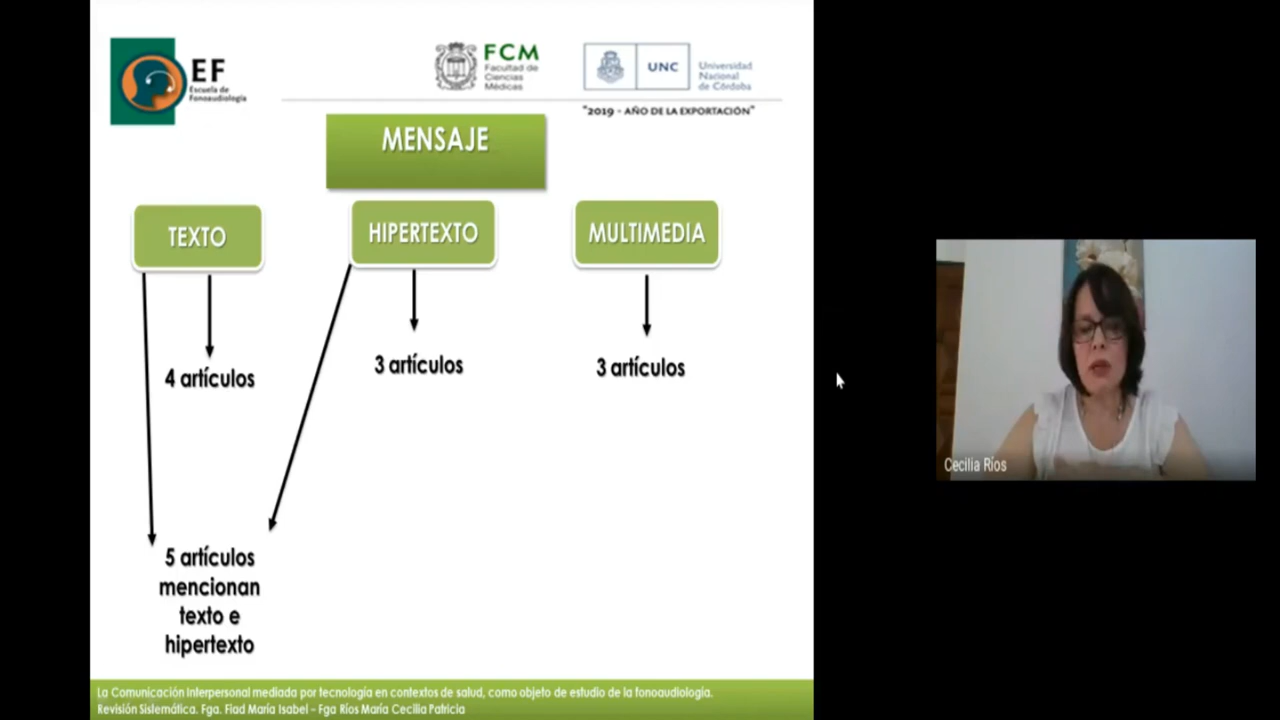 EF
Escuela de
Fonoaudiología
FCM
Facultad de
Ciencias
Médicas
UNC
Universidad
Nacional
de Córdoba
"2019 - AÑO DE LA EXPORTACIÓN"
MENSAJE
TEXTO
HIPERTEXTO
MULTIMEDIA
4 artículos
3 artículos
3 artículos
5 artículos
mencionan
texto e
hipertexto
Cecilia Ríos
La Comunicación Interpersonal mediada por tecnología en contextos de salud, como objeto de estudio de la fonoaudiología.
Revisión Sistemática. Fga. Fiad María Isabel - Fga Ríos María Cecilia Patricia